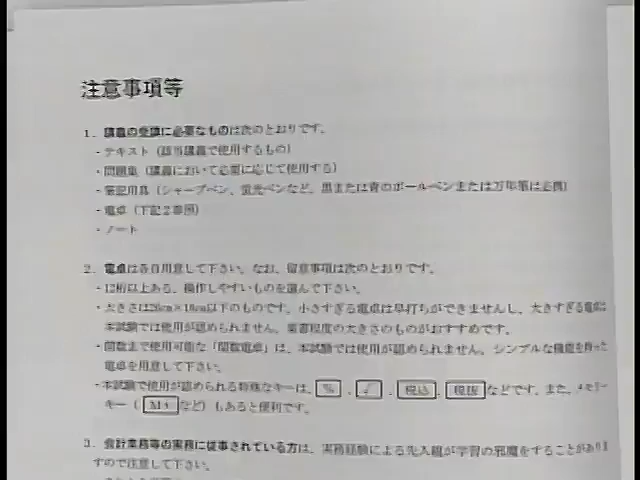 注意事項等
1. 講義の受講に必要なものは次のとおりです。
・テキスト（該当講義で使用するもの）
・問題集（講義において必要に応じて使用する）
・筆記用具（シャープペン、蛍光ペンなど、黒または青のボールペンまたは万年筆は必携）
・電卓（下記2参照）
・ノート
2. 電卓は各自用意して下さい。なお、留意事項は次のとおりです。
・12桁以上ある、操作しやすいものを選んで下さい。
・大きさは26cm×18cm以下のものです。小さすぎる電卓は早打ちができませんし、大きすぎる電卓は
本試験では使用が認められません。葉書程度の大きさのものがおすすめです。
・関数まで使用可能な「関数電卓」は、本試験では使用が認められません。シンプルな機能を持った
電卓を用意して下さい。
・本試験で使用が認められる特殊なキーは、% 、√ 、税込 、税抜 などです。また、メモリー
キー（ M+ など）もあると便利です。
3. 会計業務等の実務に従事されている方は、実務経験による先入観が学習の邪魔をすることがありま
すので注意して下さい。